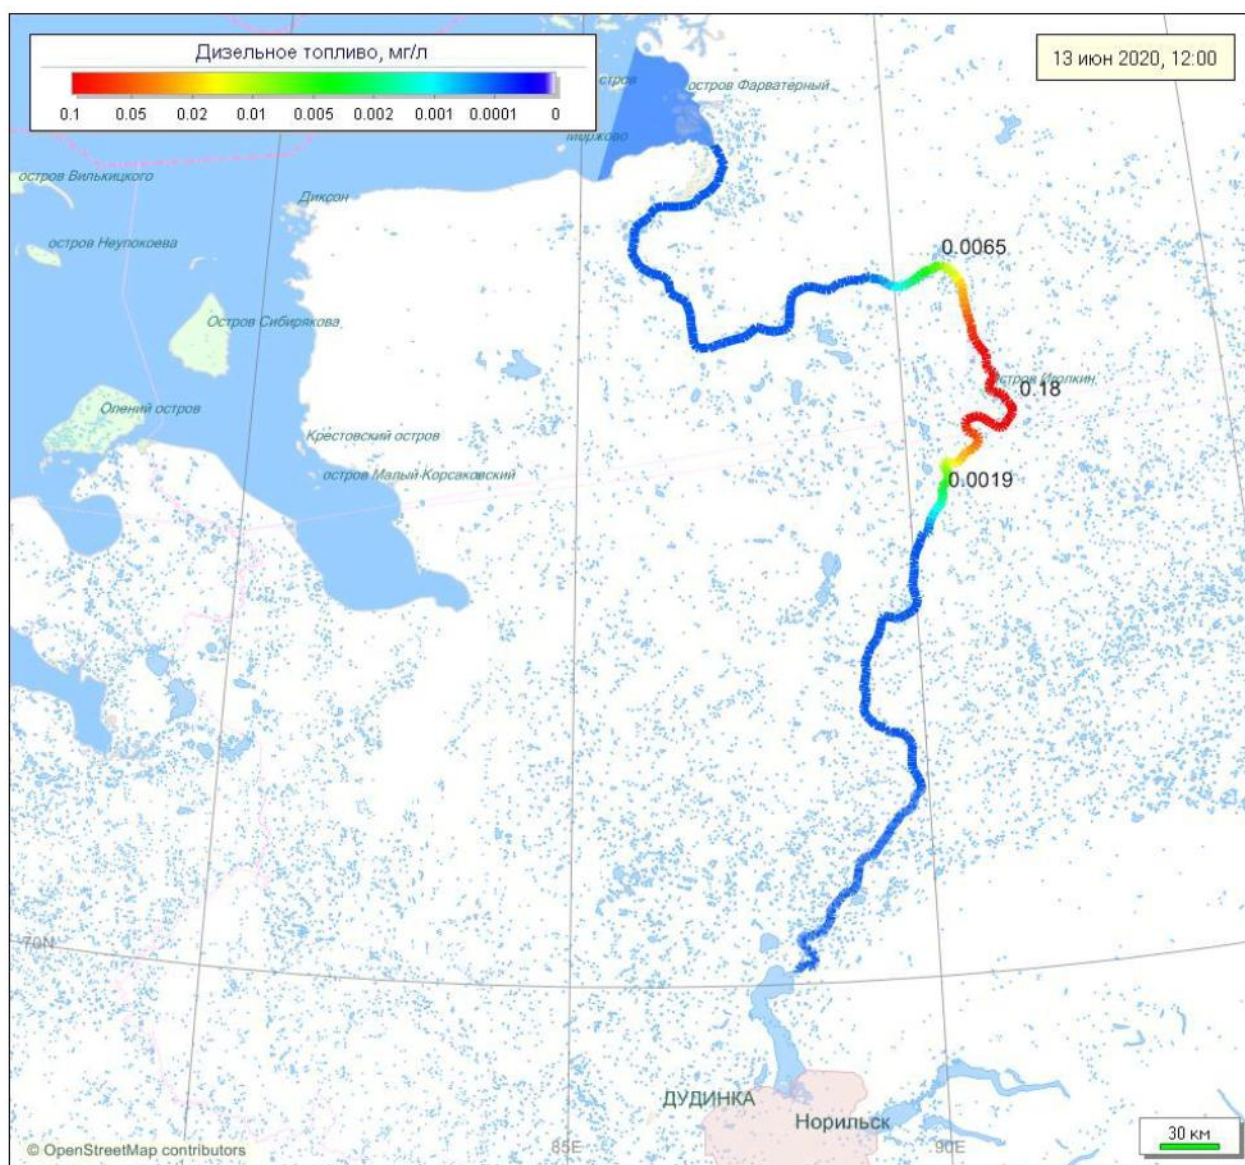 Дизельное топливо, мг/л
0.1 0.05 0.02 0.01 0.005 0.002 0.001 0.0001 0
13 июн 2020, 12:00
остров Фарватерный
остров Вилькицкого
Диксон
остров Неупокоева
0.0065
Остров Сибирякова
0.18
Олений остров
Крестовский остров
остров Малый Корсаковский
0.0019
70N
ДУДИНКА
Норильск
85E
90E
30 км
© OpenStreetMap contributors